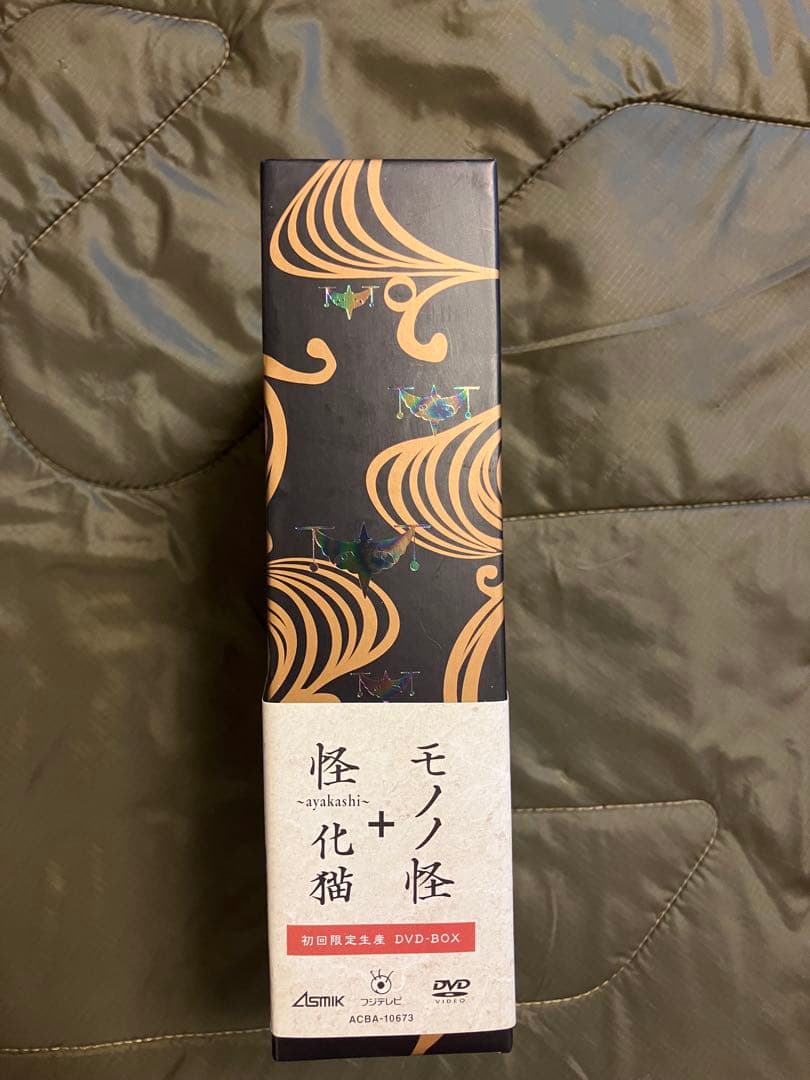 モノノ怪
+
怪
~ayakashi~
化猫
初回限定生産 DVD-BOX
ASMIK
フジテレビ
DVD
VIDEO
ACBA-10673